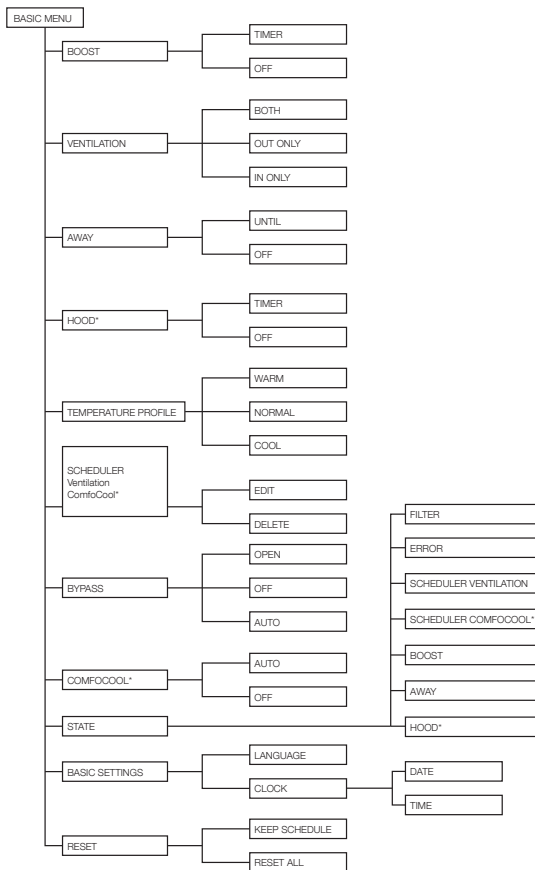 BASIC MENU
BOOST
TIMER
OFF
VENTILATION
BOTH
OUT ONLY
IN ONLY
AWAY
UNTIL
OFF
HOOD*
TIMER
OFF
TEMPERATURE PROFILE
WARM
NORMAL
COOL
SCHEDULER
Ventilation
ComfoCool*
EDIT
DELETE
BYPASS
OPEN
OFF
AUTO
COMFOCOOL*
AUTO
OFF
STATE
FILTER
ERROR
SCHEDULER VENTILATION
SCHEDULER COMFOCOOL*
BOOST
AWAY
HOOD*
BASIC SETTINGS
LANGUAGE
CLOCK
DATE
TIME
RESET
KEEP SCHEDULE
RESET ALL